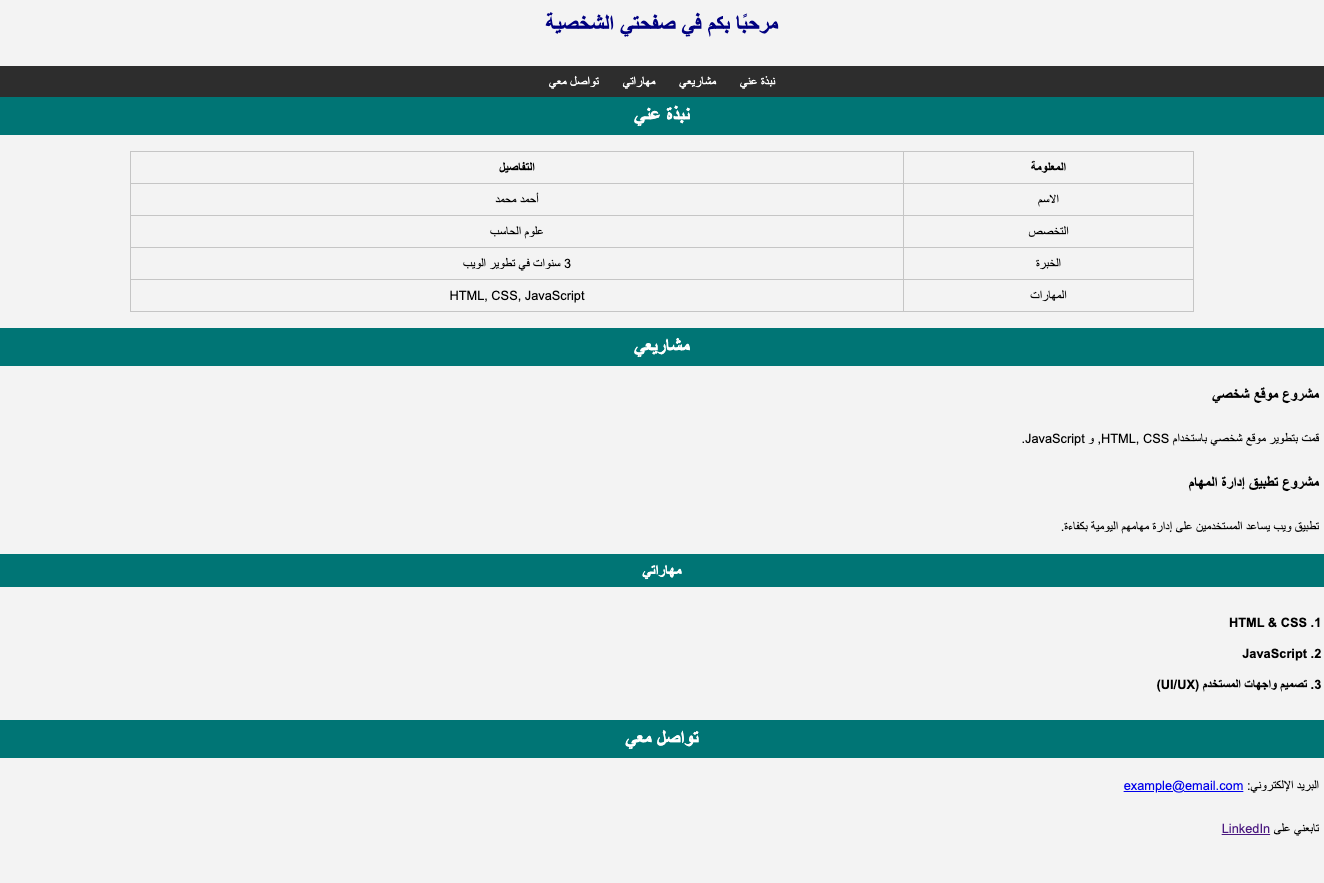 مرحبًا بكم في صفحتي الشخصية
نبذة عني مشاريعي مهاراتي تواصل معي
نبذة عني
المعلومة التفاصيل
الاسم أحمد محمد
التخصص علوم الحاسب
الخبرة 3 سنوات في تطوير الويب
المهارات HTML, CSS, JavaScript
مشاريعي
مشروع موقع شخصي
قمت بتطوير موقع شخصي باستخدام HTML, CSS, و JavaScript.
مشروع تطبيق إدارة المهام
تطبيق ويب يساعد المستخدمين على إدارة مهامهم اليومية بكفاءة.
مهاراتي
1. HTML & CSS
2. JavaScript
3. تصميم واجهات المستخدم (UI/UX)
تواصل معي
البريد الإلكتروني: example@email.com
تابعني على LinkedIn